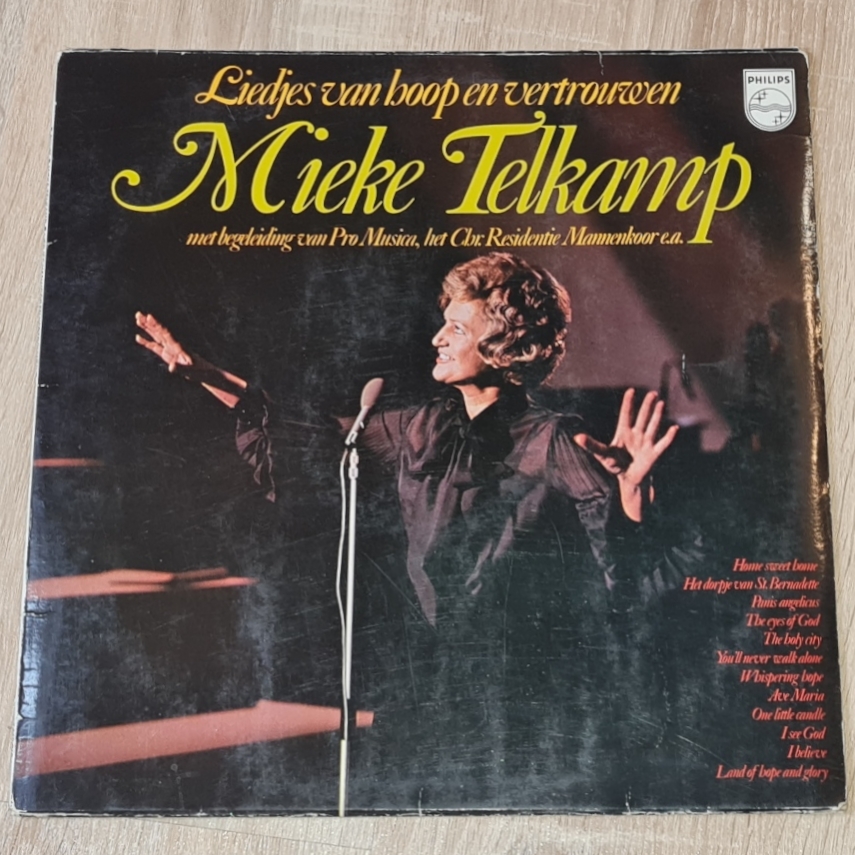 Liedjes van hoop en vertrouwen
PHILIPS
Mieke Telkamp
met begeleiding van Pro Musica, het Chr. Residentie Mannenkoor e.a.
Home sweet home
Het dorpje van St. Bernadette
Panis angelicus
The eyes of God
The holy city
You'll never walk alone
Whispering hope
Ave Maria
One little candle
I see God
I believe
Land of hope and glory